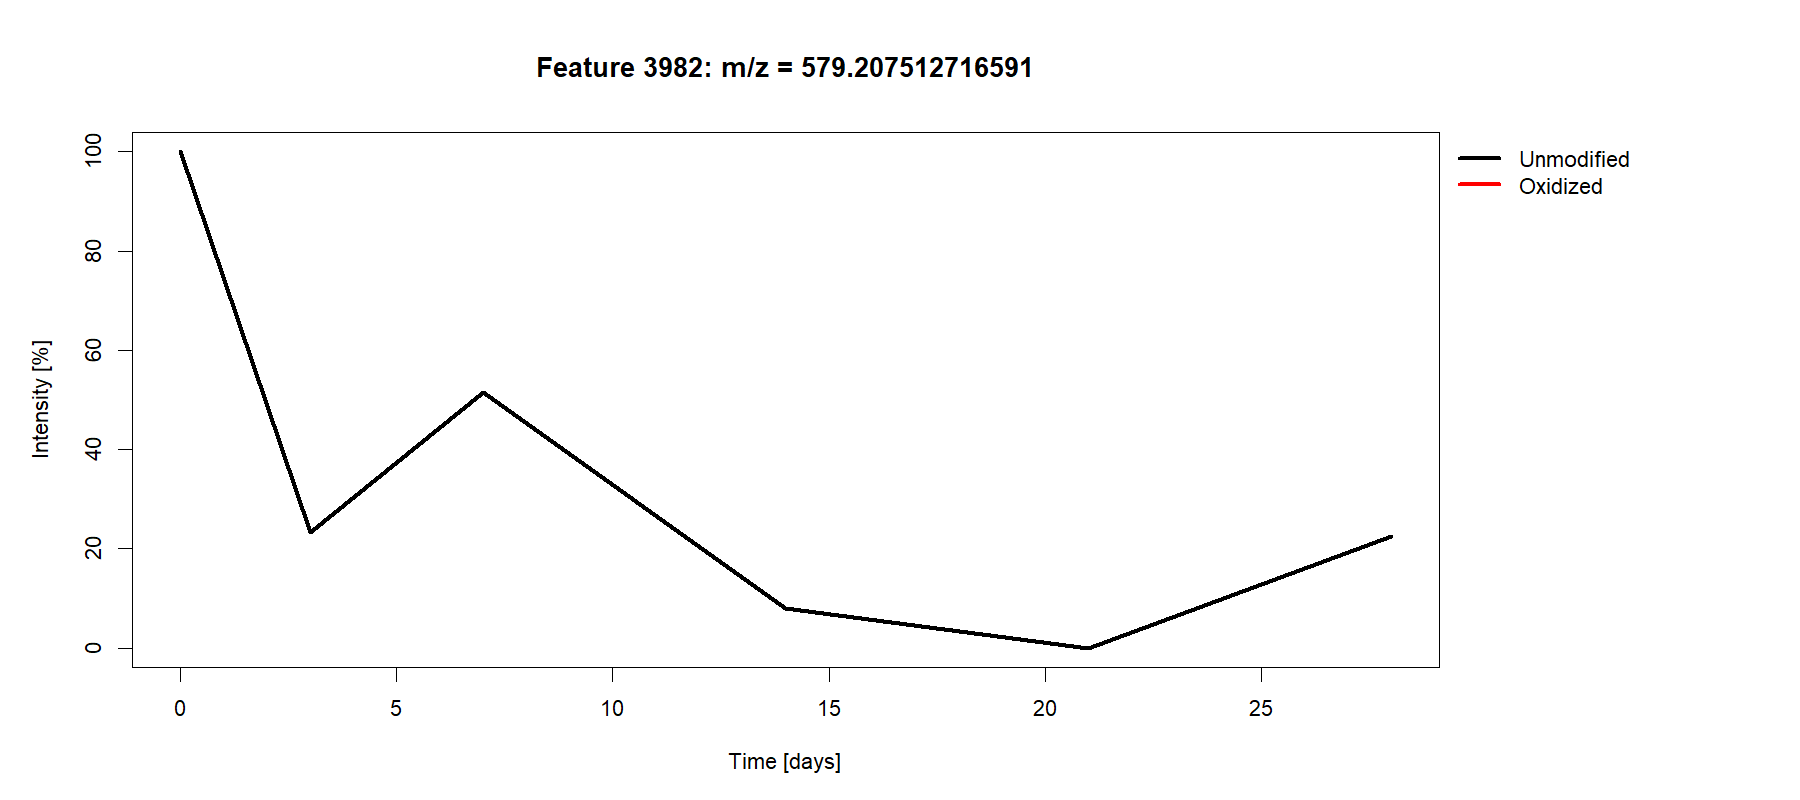 Feature 3982: m/z = 579.207512716591
Unmodified
Oxidized
Intensity [%]
100
80
60
40
20
0
0 5 10 15 20 25
Time [days]